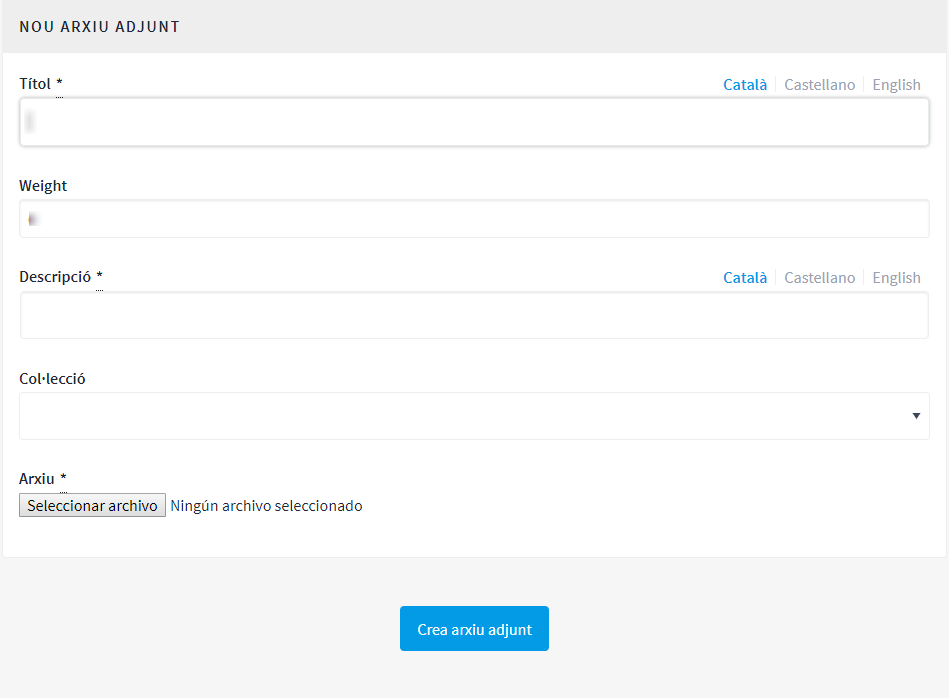 NOU ARXIU ADJUNT
Títol * Català Castellano English
Weight
Descripció * Català Castellano English
Col·lecció
Arxiu *
Seleccionar archivo Ningún archivo seleccionado
Crea arxiu adjunt